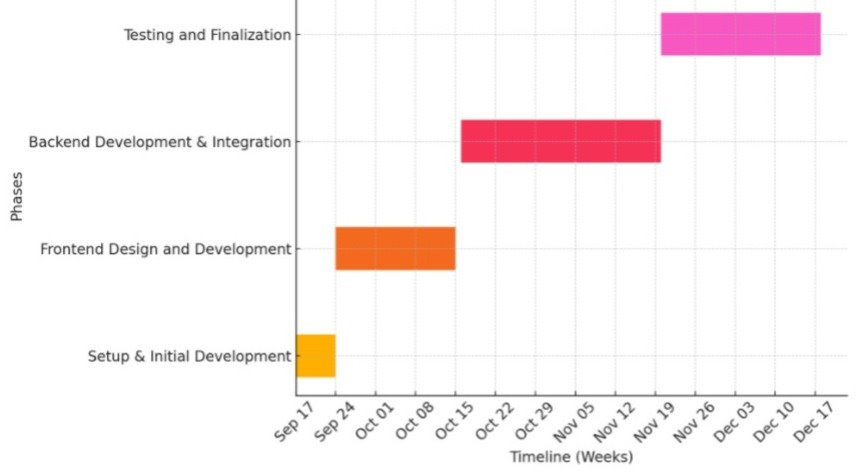 Testing and Finalization
Backend Development & Integration
Frontend Design and Development
Setup & Initial Development
Phases
Sep 17
Sep 24
Oct 01
Oct 08
Oct 15
Oct 22
Oct 29
Nov 05
Nov 12
Nov 19
Nov 26
Dec 03
Dec 10
Dec 17
Timeline (Weeks)